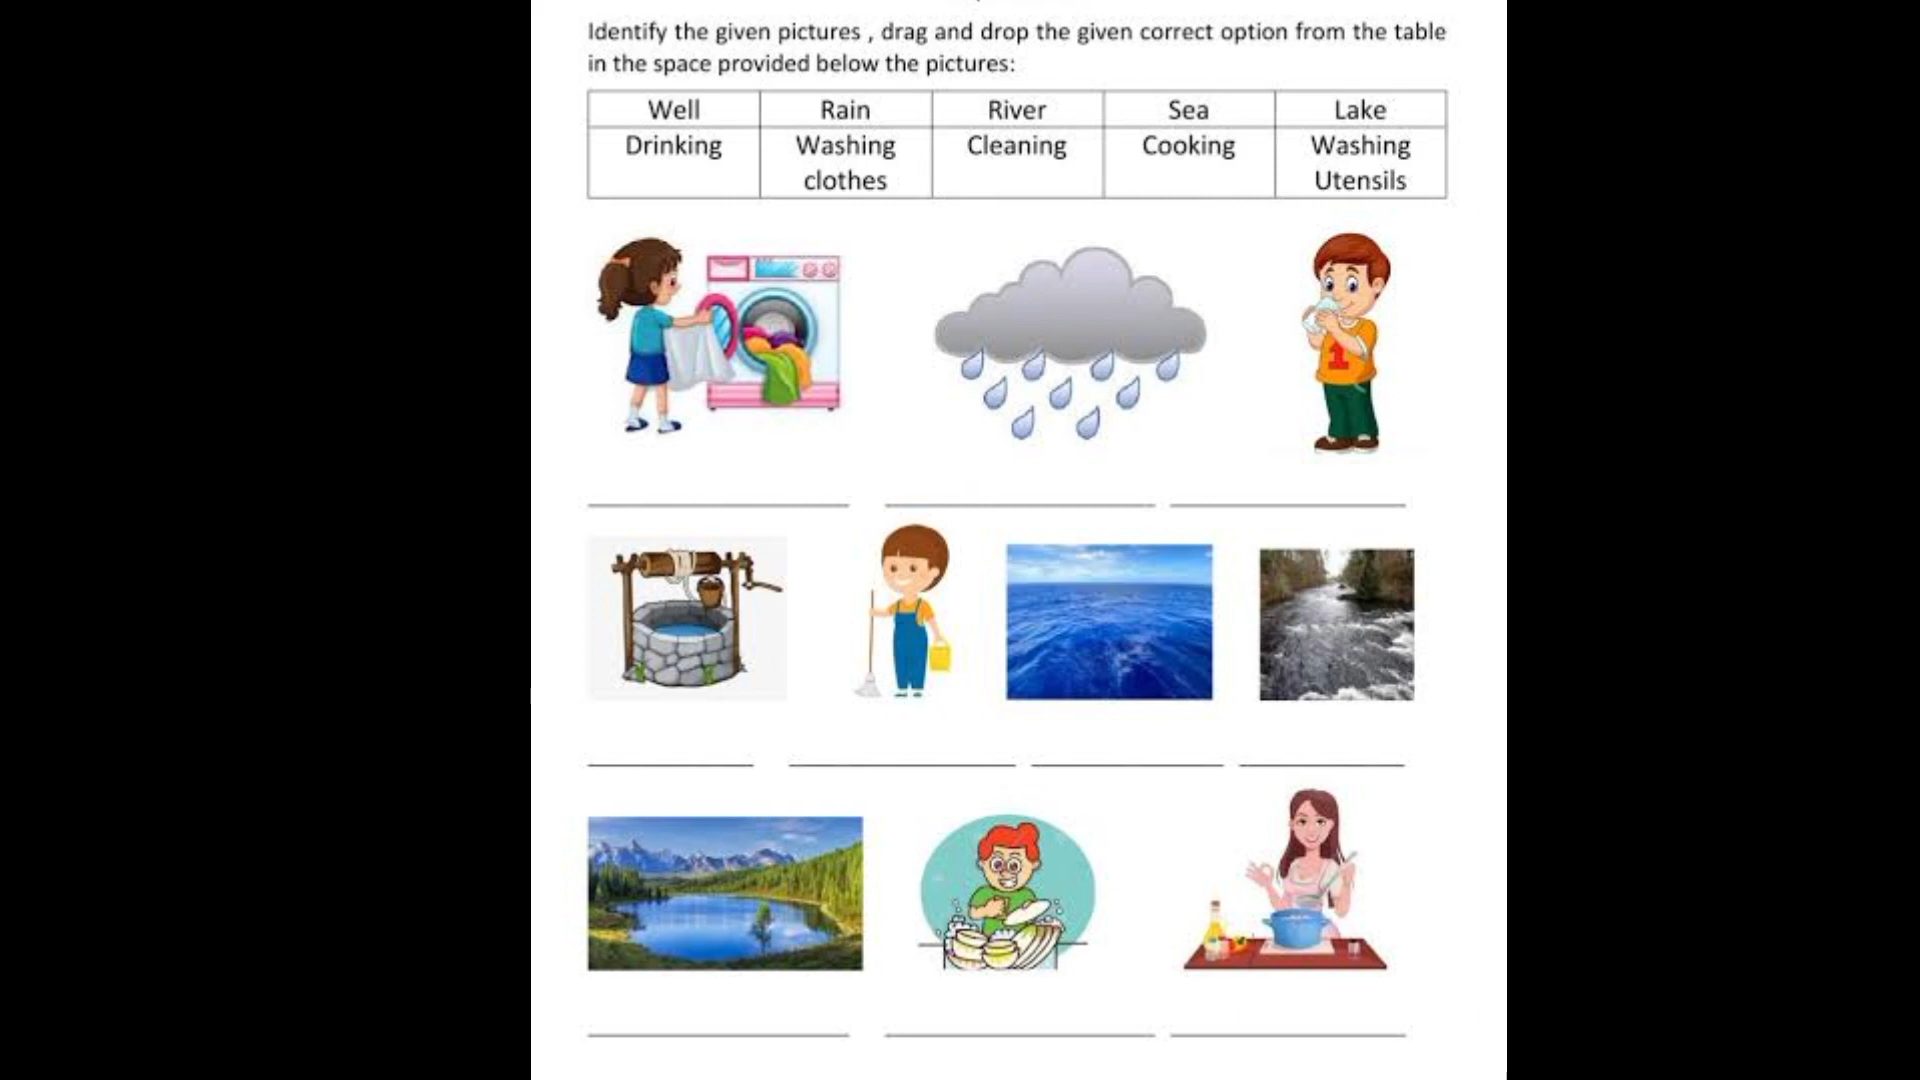 Identify the given pictures , drag and drop the given correct option from the table
in the space provided below the pictures:
Well Rain River Sea Lake
Drinking Washing Cleaning Cooking Washing
clothes Utensils
1